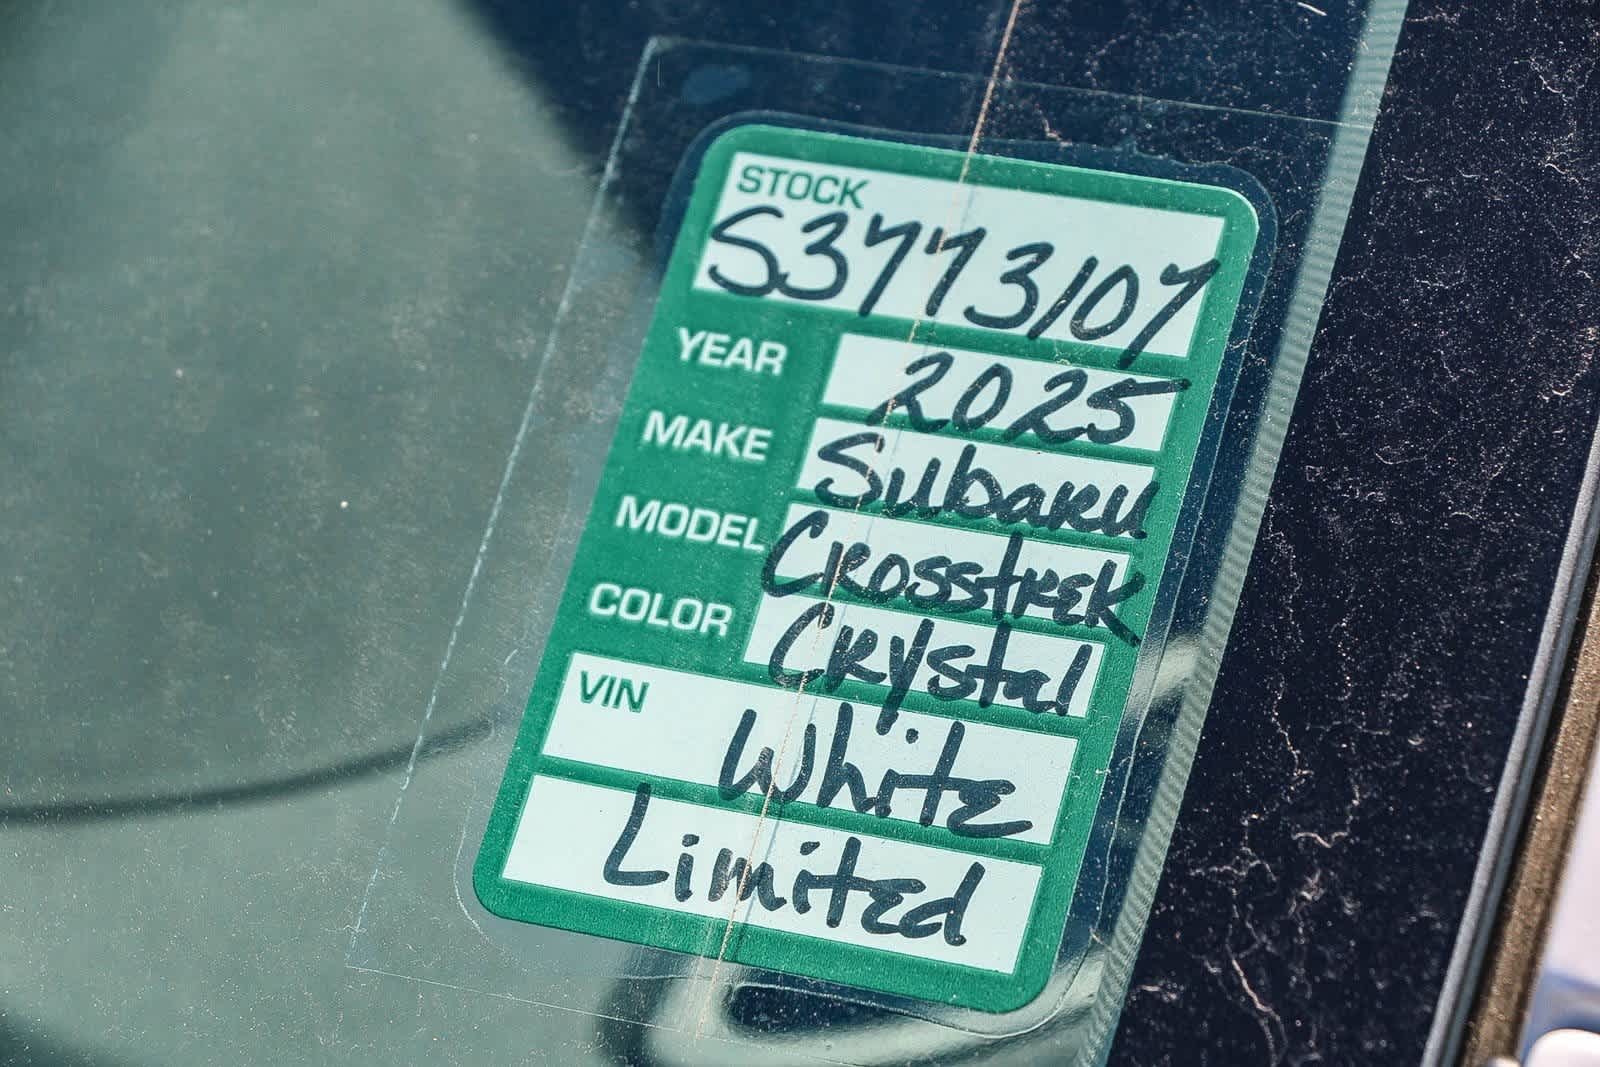 STOCK
S3773107
YEAR 2025
MAKE Subaru
MODEL Crosstrek
COLOR Crystal
VIN
White
Limited